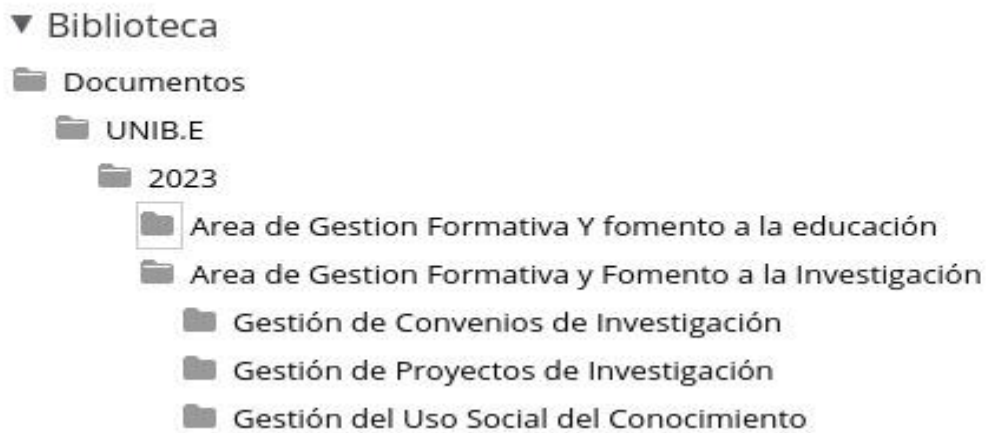 Biblioteca
Documentos
UNIB.E
2023
Area de Gestion Formativa Y fomento a la educación
Area de Gestion Formativa y Fomento a la Investigación
Gestión de Convenios de Investigación
Gestión de Proyectos de Investigación
Gestión del Uso Social del Conocimiento